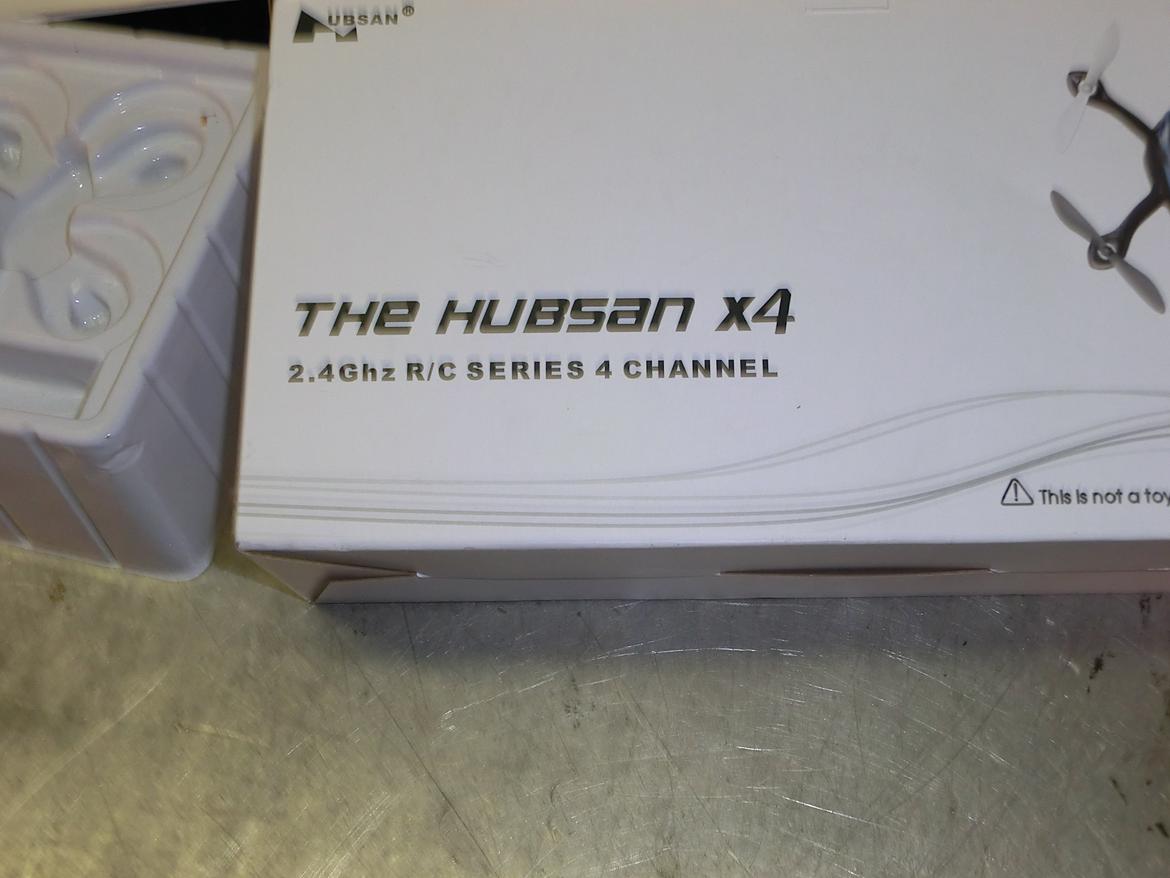 HUBSAN®
THE HUBSAN X4
2.4Ghz R/C SERIES 4 CHANNEL
This is not a toy